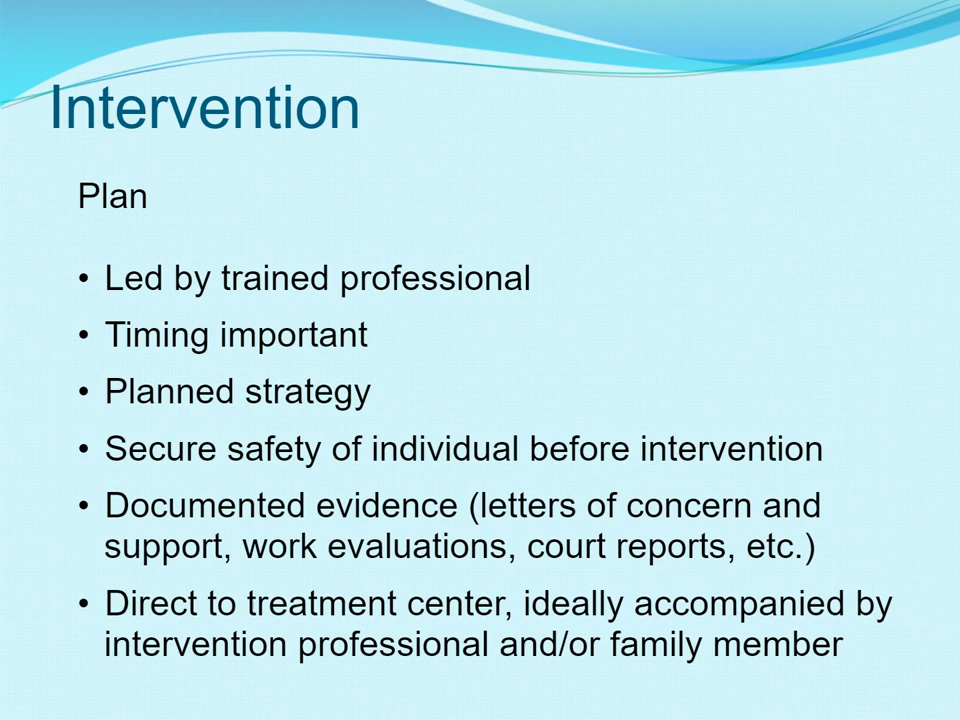 Intervention
Plan
• Led by trained professional
• Timing important
• Planned strategy
• Secure safety of individual before intervention
• Documented evidence (letters of concern and
support, work evaluations, court reports, etc.)
• Direct to treatment center, ideally accompanied by
intervention professional and/or family member